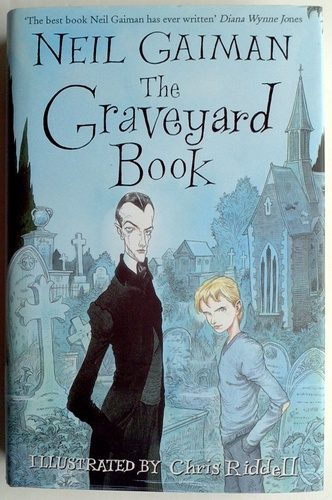 'The best book Neil Gaiman has ever written' Diana Wynne Jones
NEIL GAIMAN
The
Graveyard
Book
ILLUSTRATED BY Chris Riddell